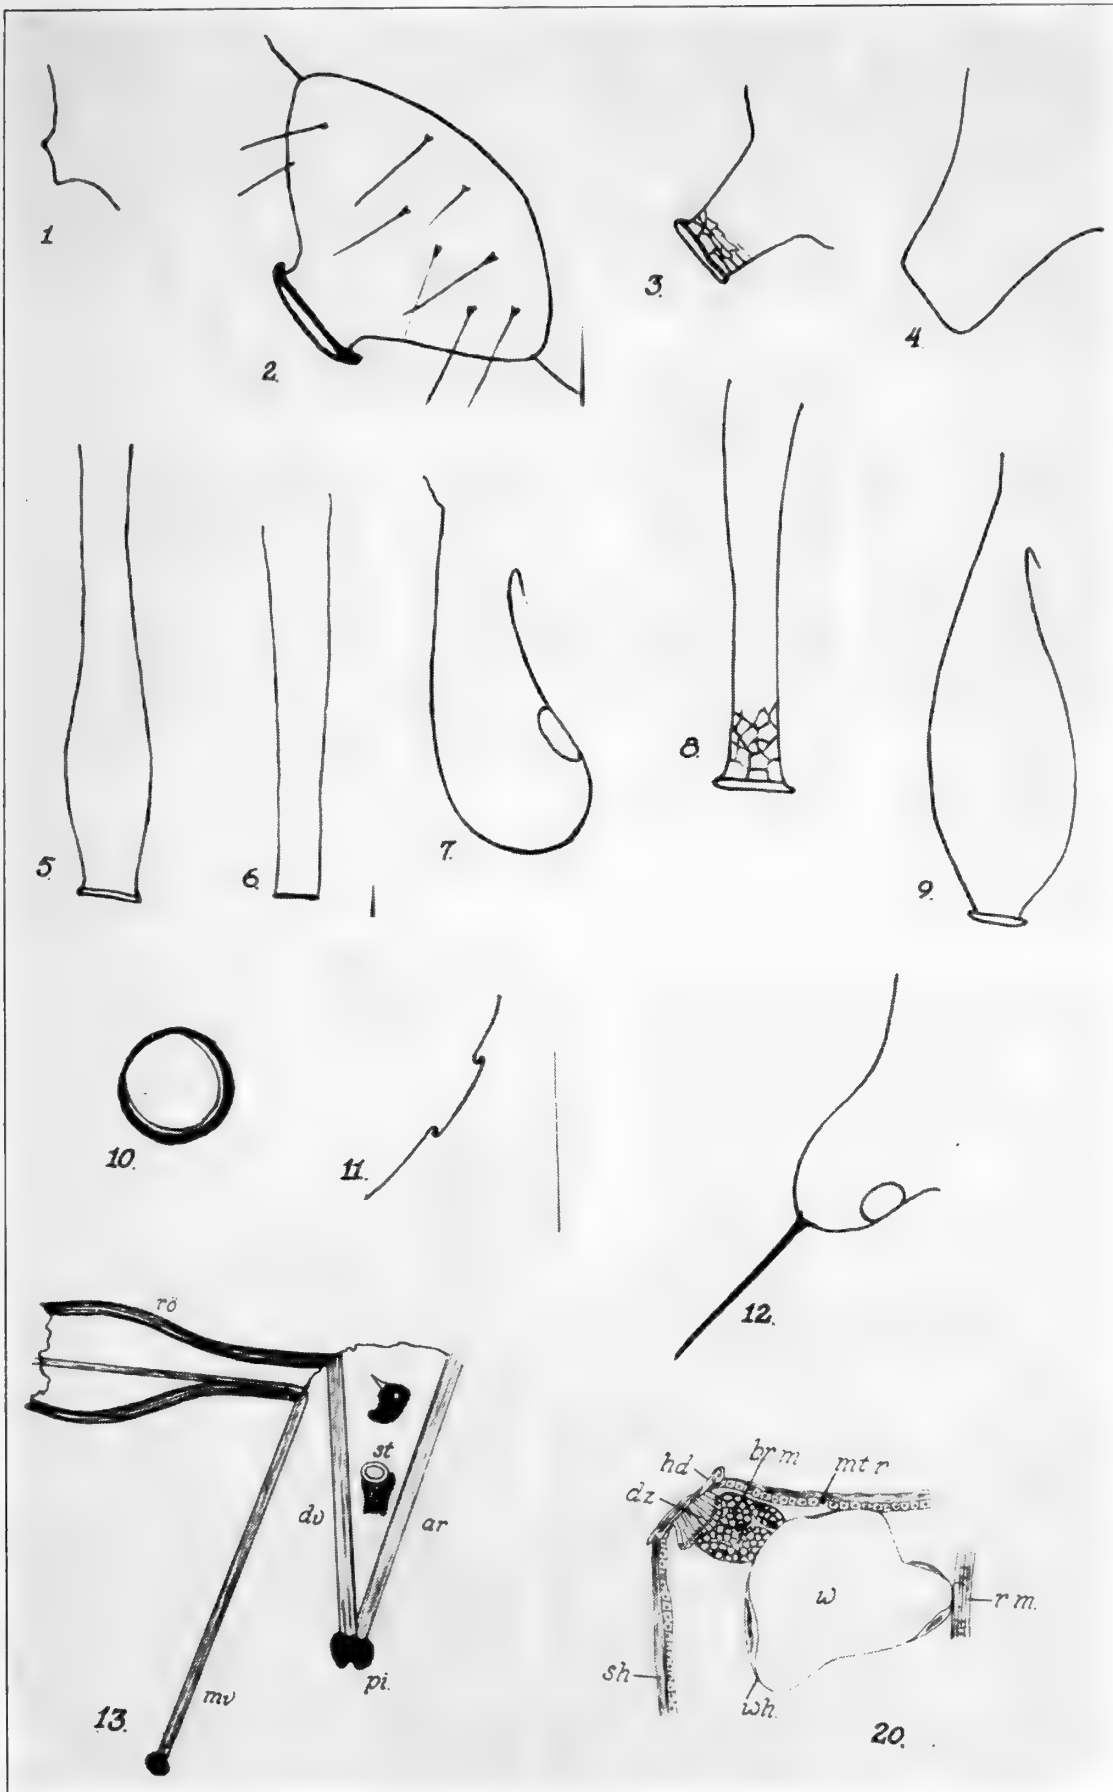 1
2.
3.
4.
5.
6.
7.
8.
9.
10.
11.
12.
rö
st
dv
ar
pi.
mv
13.
hd
br m
mt r
dz
w
r m.
sh
wh.
20.